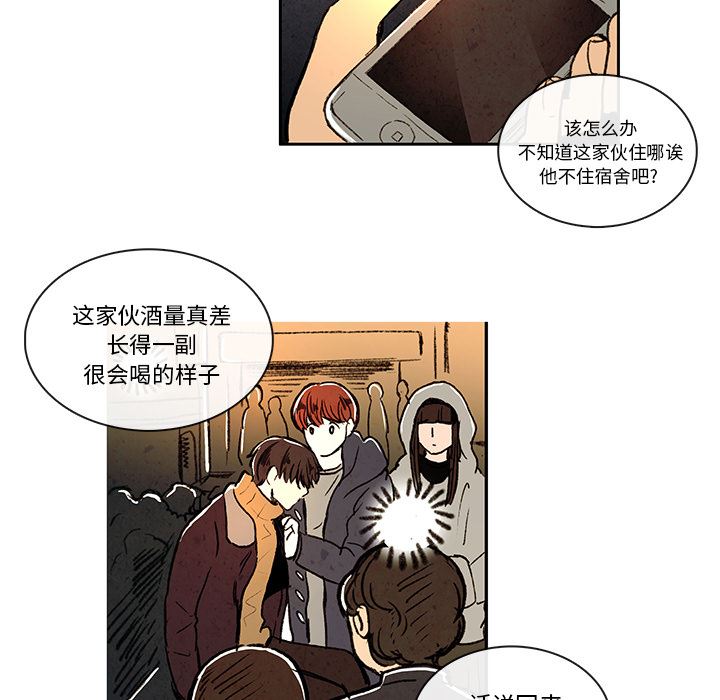 该怎么办
不知道这家伙住哪诶
他不住宿舍吧?
这家伙酒量真差
长得一副
很会喝的样子